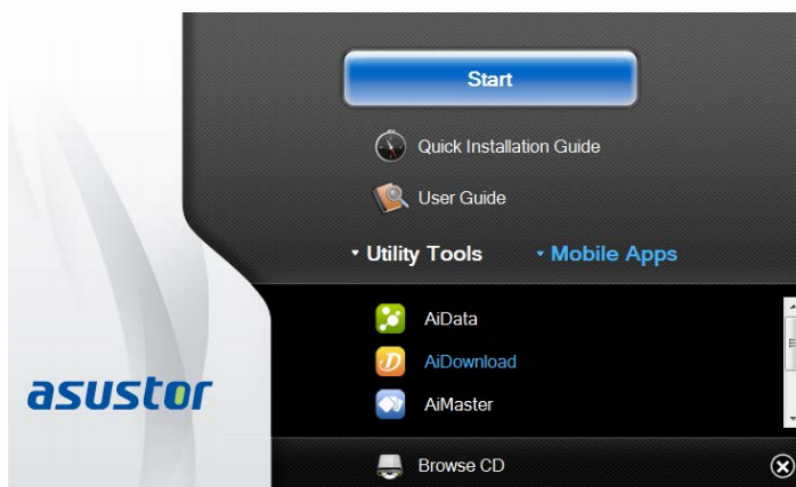 Start
Quick Installation Guide
User Guide
Utility Tools Mobile Apps
AiData
AiDownload
AiMaster
asustor
Browse CD